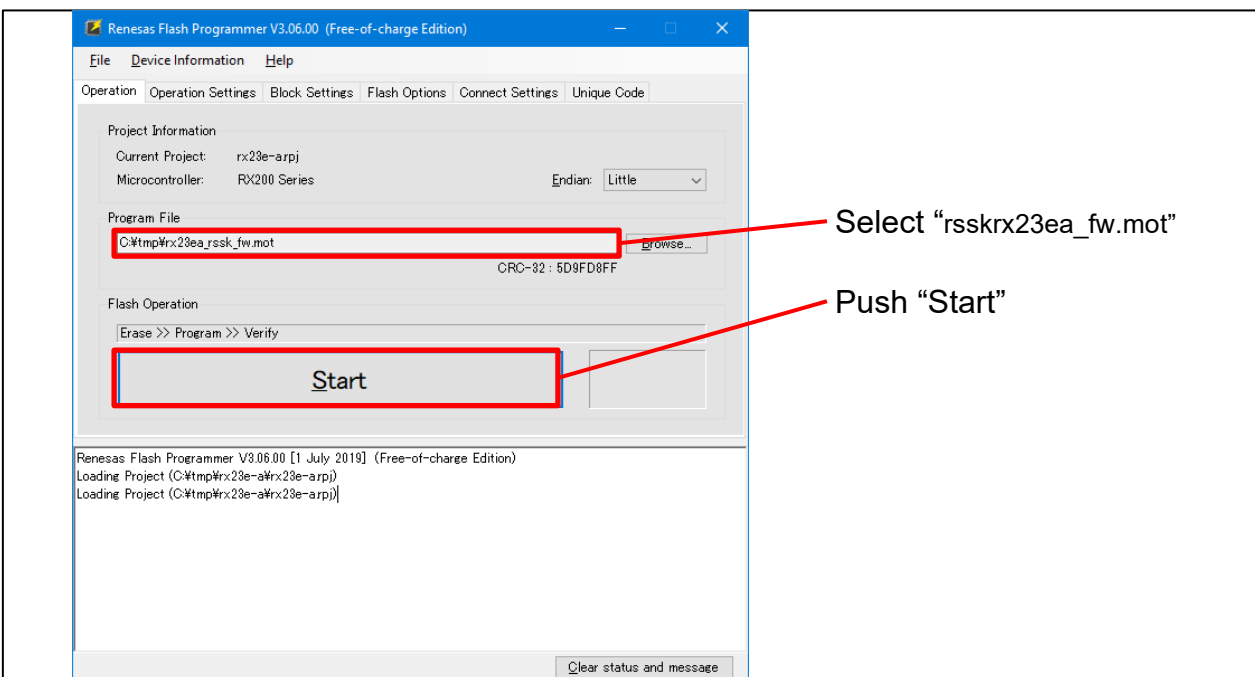 Renesas Flash Programmer V3.06.00 (Free-of-charge Edition)
File Device Information Help
Operation Operation Settings Block Settings Flash Options Connect Settings Unique Code
Project Information
Current Project: rx23e-a.rpj
Microcontroller: RX200 Series Endian: Little
Program File
C:¥tmp¥rx23ea_rssk_fw.mot Browse...
CRC-32 : 5D9FD8FF
Select “rsskrx23ea_fw.mot”
Flash Operation
Push “Start”
Erase >> Program >> Verify
Start
Renesas Flash Programmer V3.06.00 [1 July 2019] (Free-of-charge Edition)
Loading Project (C:¥tmp¥rx23e-a¥rx23e-a.rpj)
Loading Project (C:¥tmp¥rx23e-a¥rx23e-a.rpj)
Clear status and message